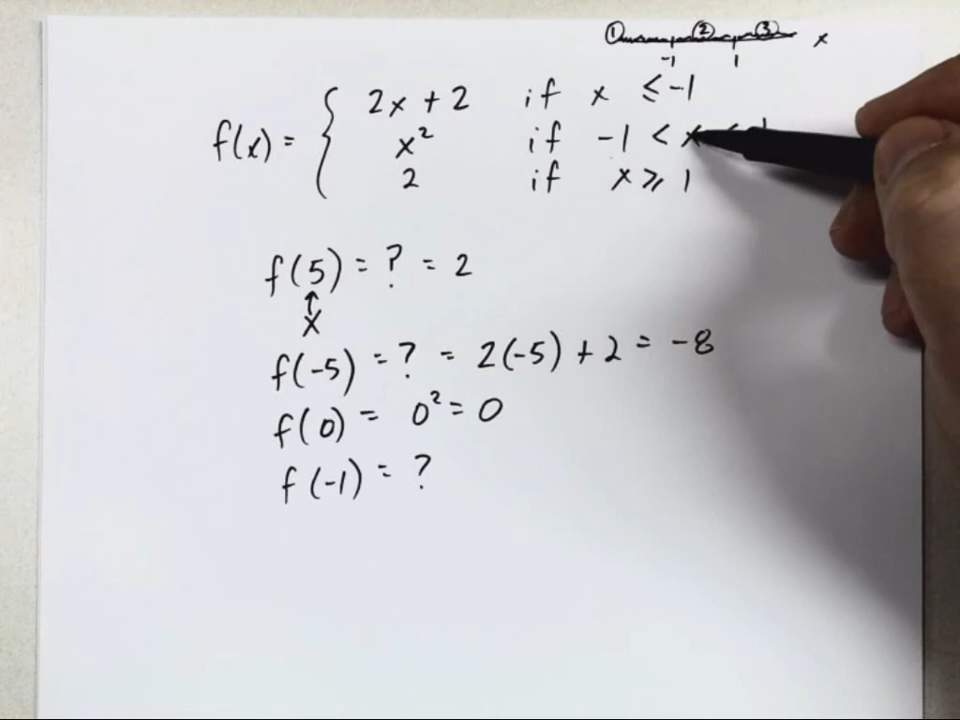 ① ② ③ x
-1 1
f(x) = { 2x + 2 if x ≤ -1
x² if -1 < x <
2 if x ≥ 1
f(5) = ? = 2
↑
x
f(-5) = ? = 2(-5) + 2 = -8
f(0) = 0² = 0
f(-1) = ?